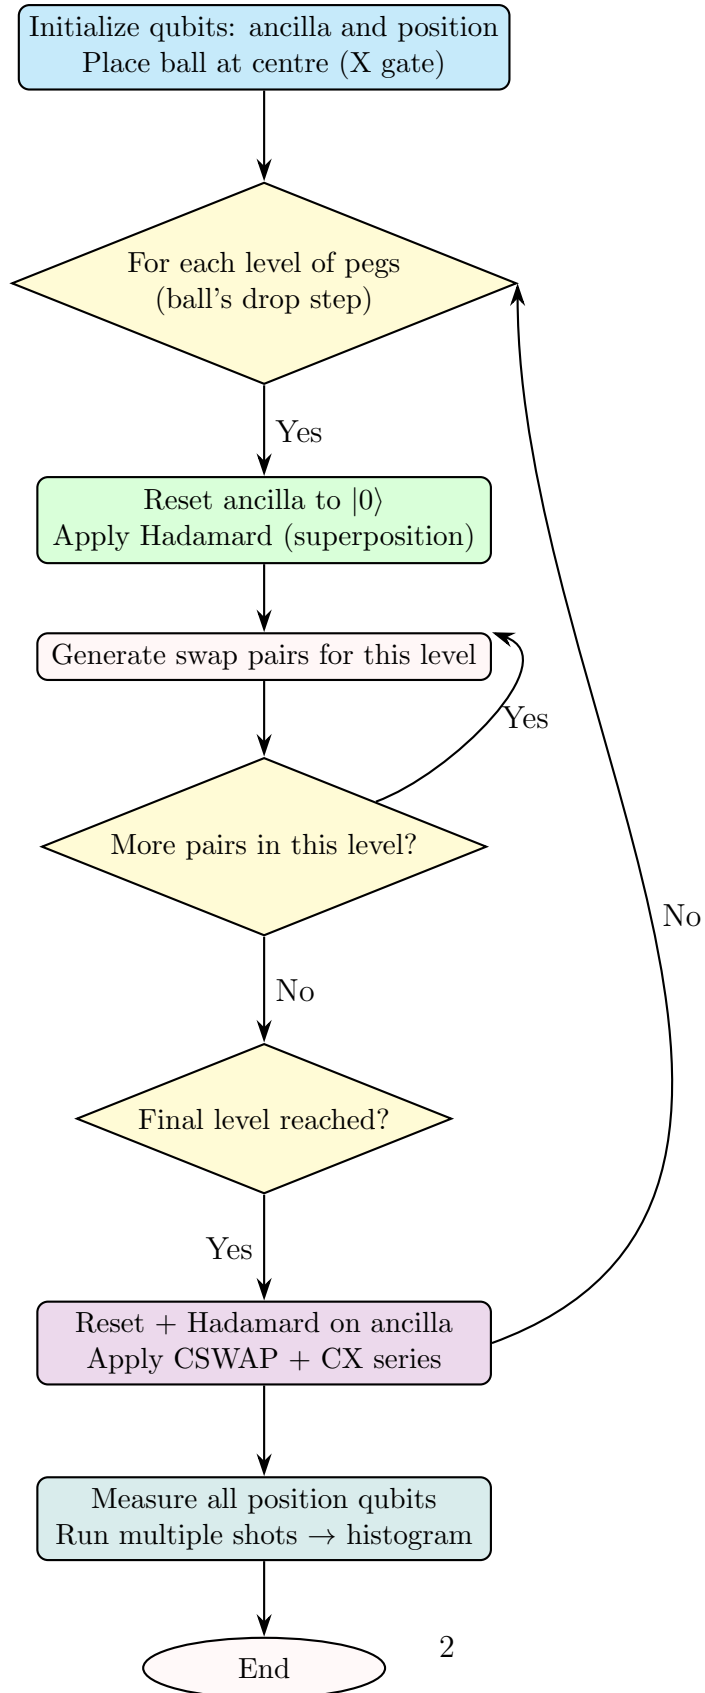 Initialize qubits: ancilla and position
Place ball at centre (X gate)
For each level of pegs
(ball's drop step)
Yes
Reset ancilla to |0⟩
Apply Hadamard (superposition)
Generate swap pairs for this level
Yes
More pairs in this level?
No
No
Final level reached?
Yes
Reset + Hadamard on ancilla
Apply CSWAP + CX series
Measure all position qubits
Run multiple shots → histogram
2
End